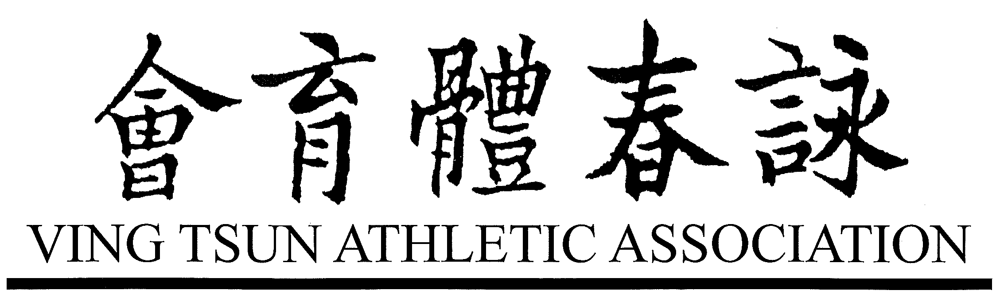 詠春體育會
VING TSUN ATHLETIC ASSOCIATION